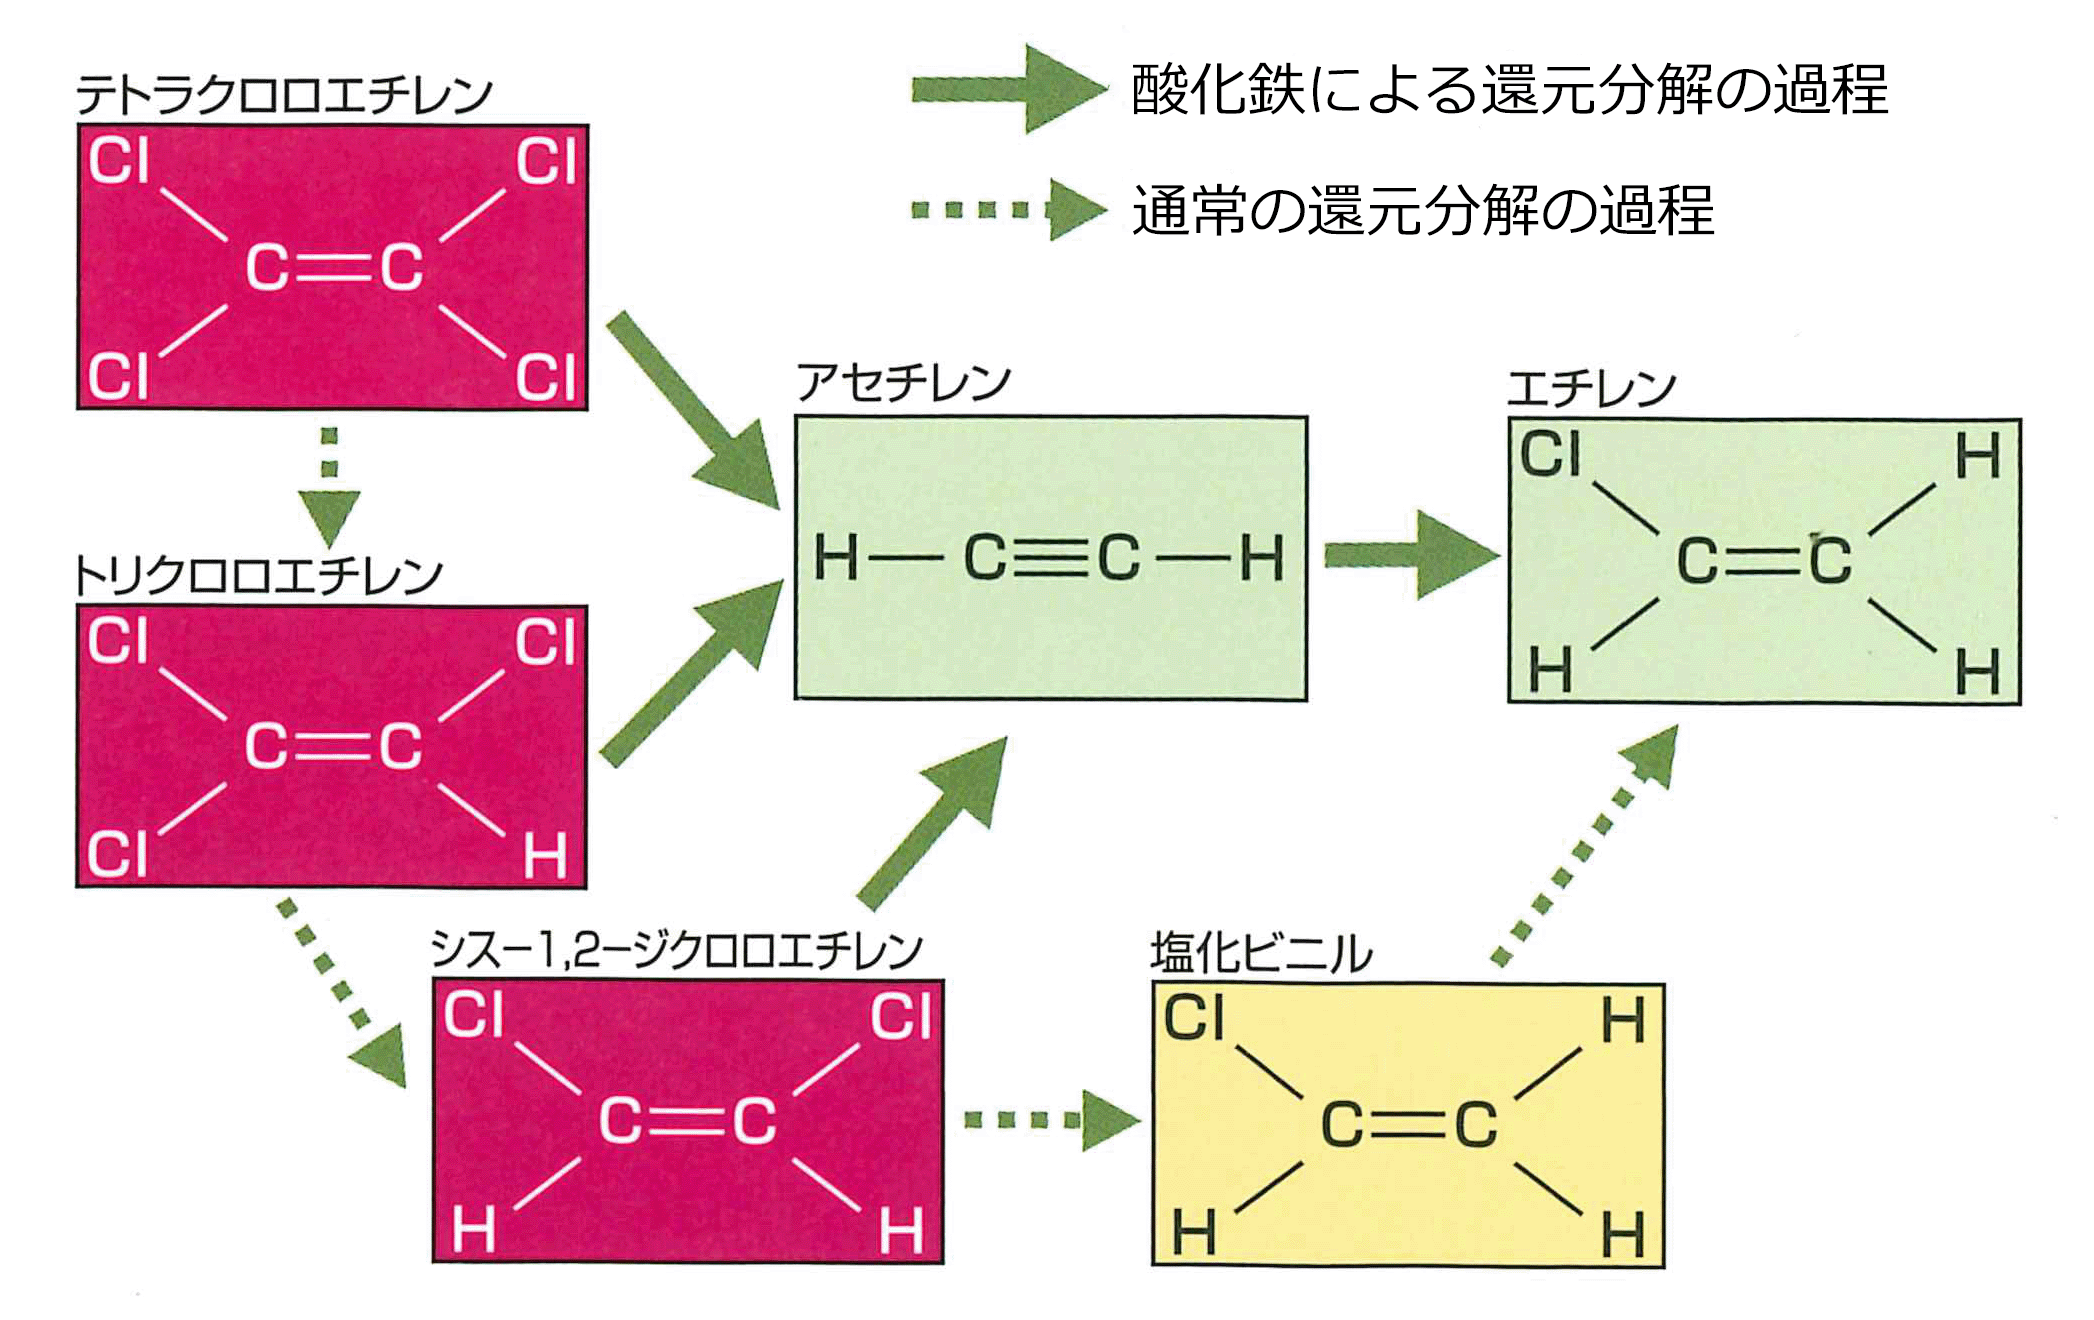 酸化鉄による還元分解の過程
通常の還元分解の過程
テトラクロロエチレン
Cl Cl
C=C
Cl Cl
アセチレン
H－C≡C－H
エチレン
Cl H
C=C
H H
トリクロロエチレン
Cl Cl
C=C
Cl H
シス－1,2－ジクロロエチレン
Cl Cl
C=C
H H
塩化ビニル
Cl H
C=C
H H